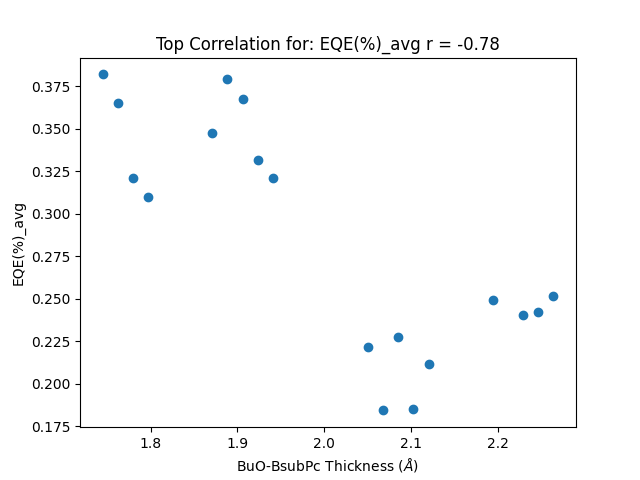 Top Correlation for: EQE(%)_avg r = -0.78
EQE(%)_avg
0.375
0.350
0.325
0.300
0.275
0.250
0.225
0.200
0.175
1.8 1.9 2.0 2.1 2.2
BuO-BsubPc Thickness (Å)